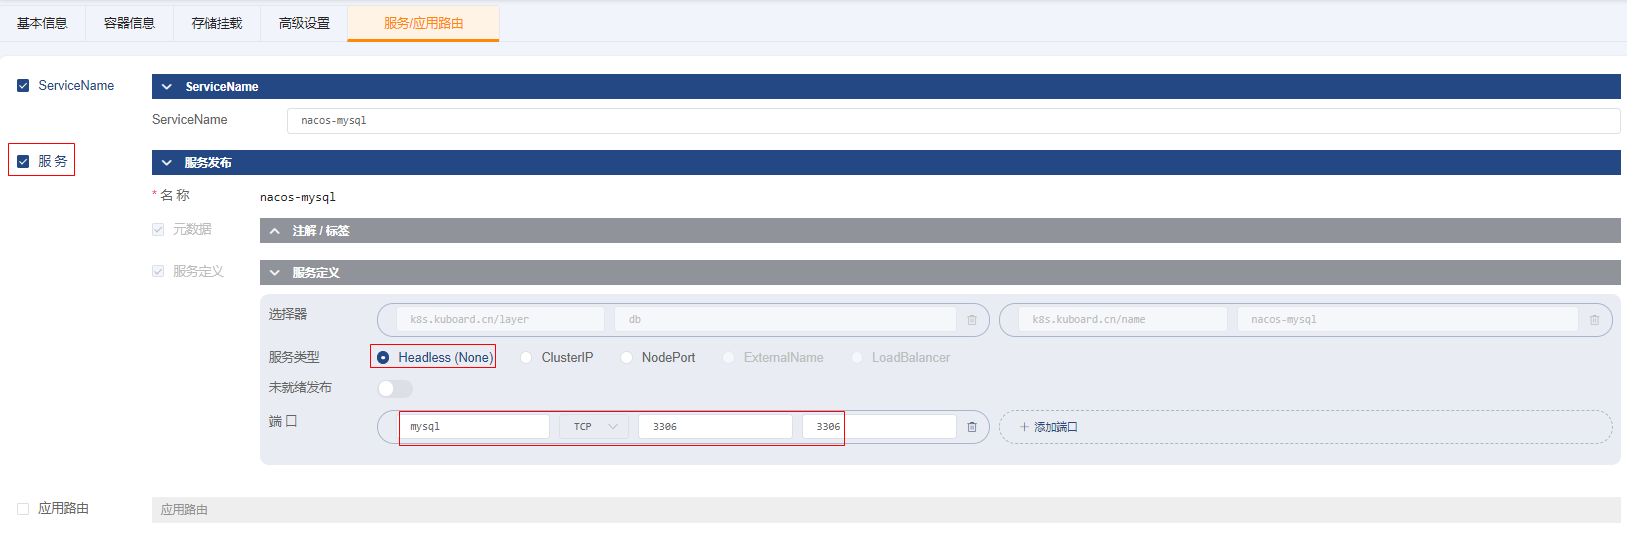 基本信息 容器信息 存储挂载 高级设置 服务/应用路由
ServiceName ServiceName
ServiceName nacos-mysql
服 务 服务发布
* 名 称 nacos-mysql
元数据 注解 / 标签
服务定义 服务定义
选择器 k8s.kuboard.cn/layer db k8s.kuboard.cn/name nacos-mysql
服务类型 Headless (None) ClusterIP NodePort ExternalName LoadBalancer
未就绪发布
端 口 mysql TCP 3306 3306 + 添加端口
应用路由 应用路由